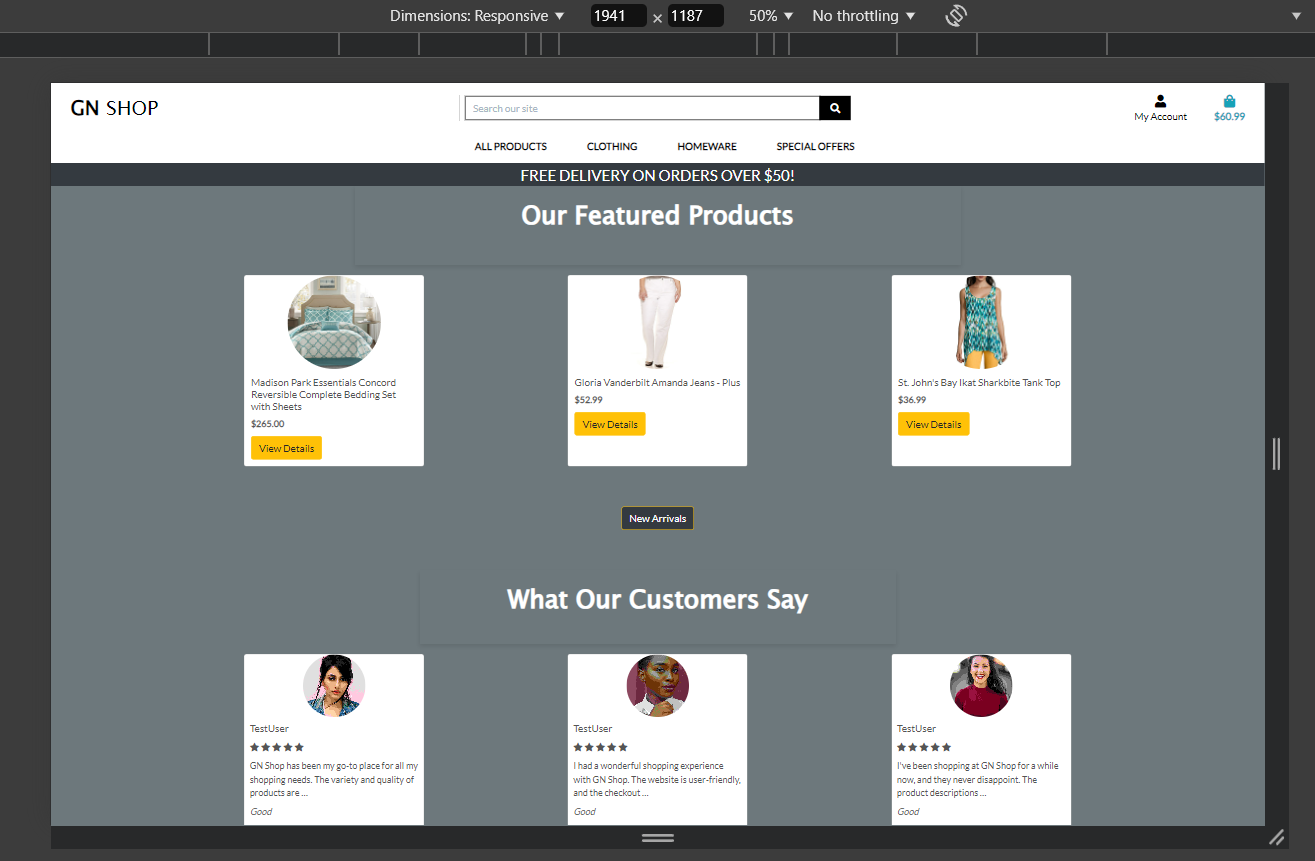 Dimensions: Responsive ▼ 1941 × 1187 50% ▼ No throttling ▼
GN SHOP
Search our site
My Account
$60.99
ALL PRODUCTS CLOTHING HOMEWARE SPECIAL OFFERS
FREE DELIVERY ON ORDERS OVER $50!
Our Featured Products
Madison Park Essentials Concord
Reversible Complete Bedding Set
with Sheets
$265.00
View Details
Gloria Vanderbilt Amanda Jeans - Plus
$52.99
View Details
St. John's Bay Ikat Sharkbite Tank Top
$36.99
View Details
New Arrivals
What Our Customers Say
TestUser
★★★★★
GN Shop has been my go-to place for all my
shopping needs. The variety and quality of
products are ...
Good
TestUser
★★★★★
I had a wonderful shopping experience
with GN Shop. The website is user-friendly,
and the checkout ...
Good
TestUser
★★★★★
I've been shopping at GN Shop for a while
now, and they never disappoint. The
product descriptions ...
Good